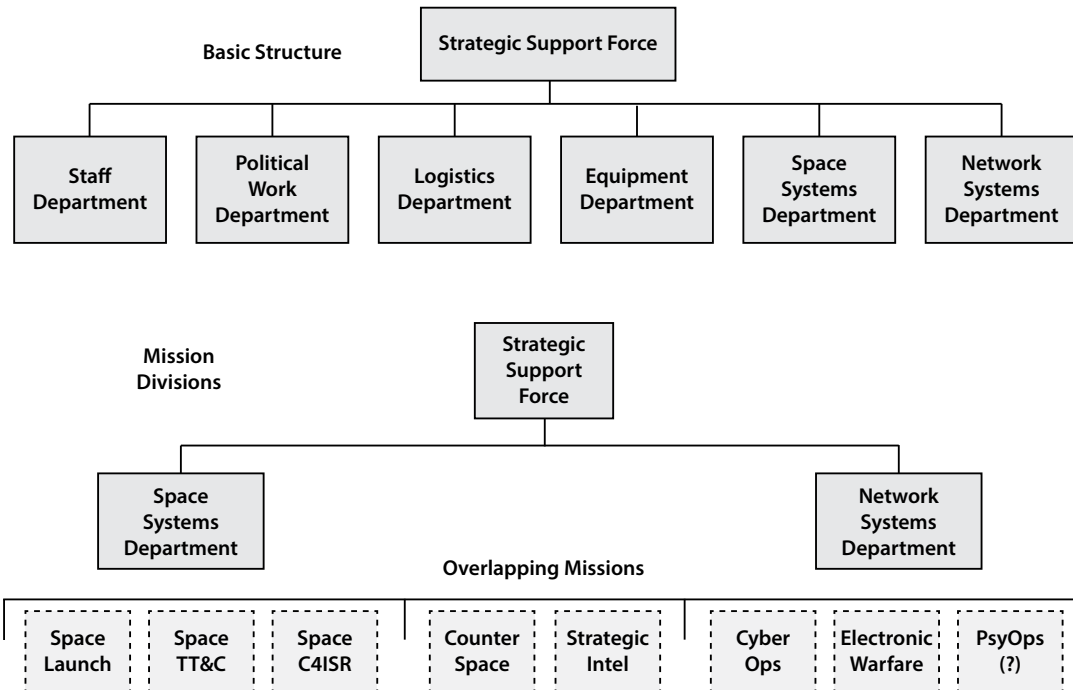 Basic Structure
Strategic Support Force
Staff
Department
Political
Work
Department
Logistics
Department
Equipment
Department
Space
Systems
Department
Network
Systems
Department
Mission
Divisions
Strategic
Support
Force
Space
Systems
Department
Network
Systems
Department
Overlapping Missions
Space
Launch
Space
TT&C
Space
C4ISR
Counter
Space
Strategic
Intel
Cyber
Ops
Electronic
Warfare
PsyOps
(?)